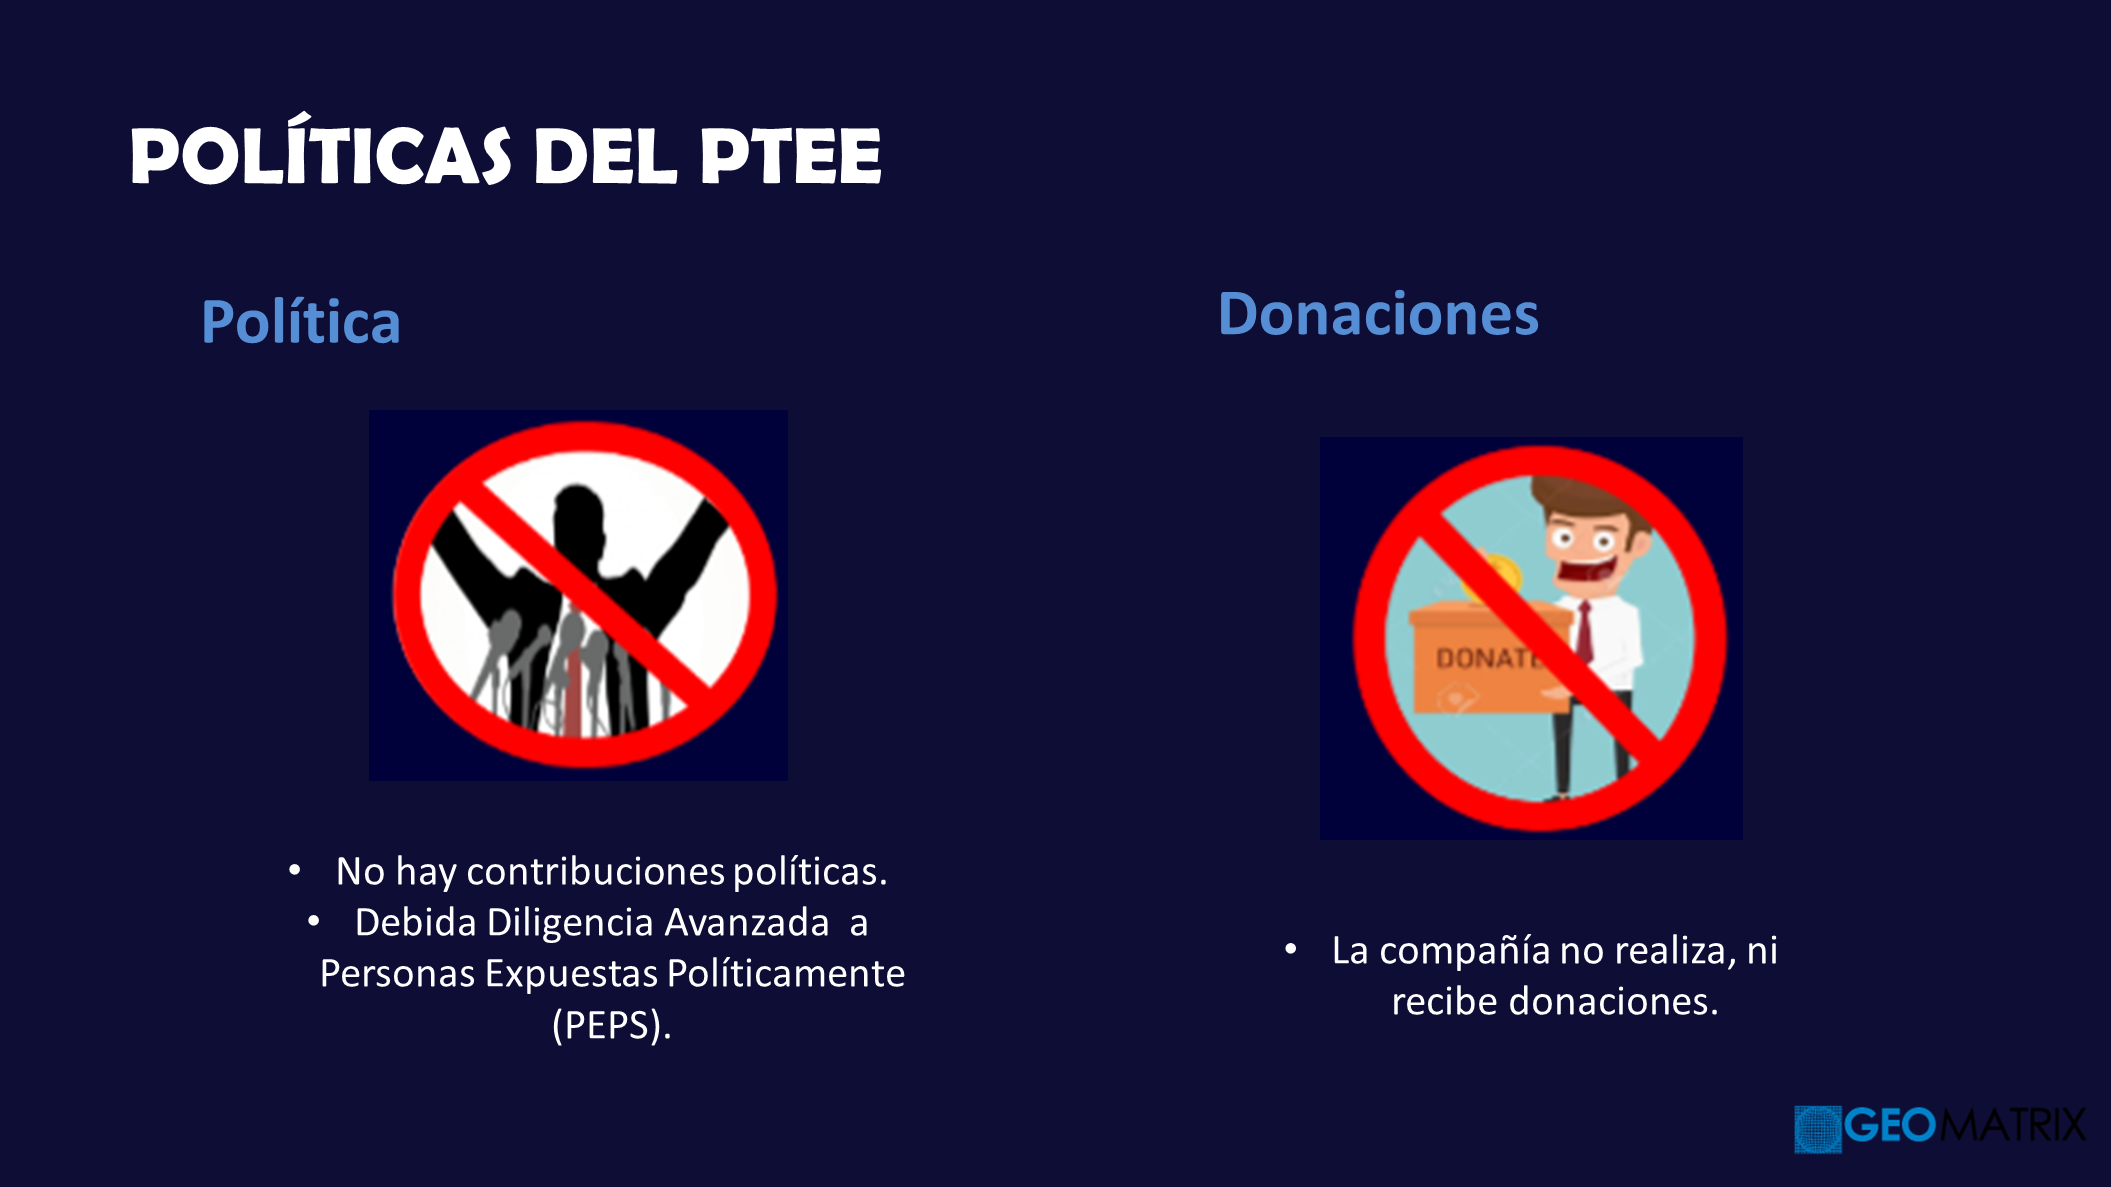 POLÍTICAS DEL PTEE
Política
• No hay contribuciones políticas.
• Debida Diligencia Avanzada a
Personas Expuestas Políticamente
(PEPS).
Donaciones
DONATE
• La compañía no realiza, ni
recibe donaciones.
GEOMATRIX